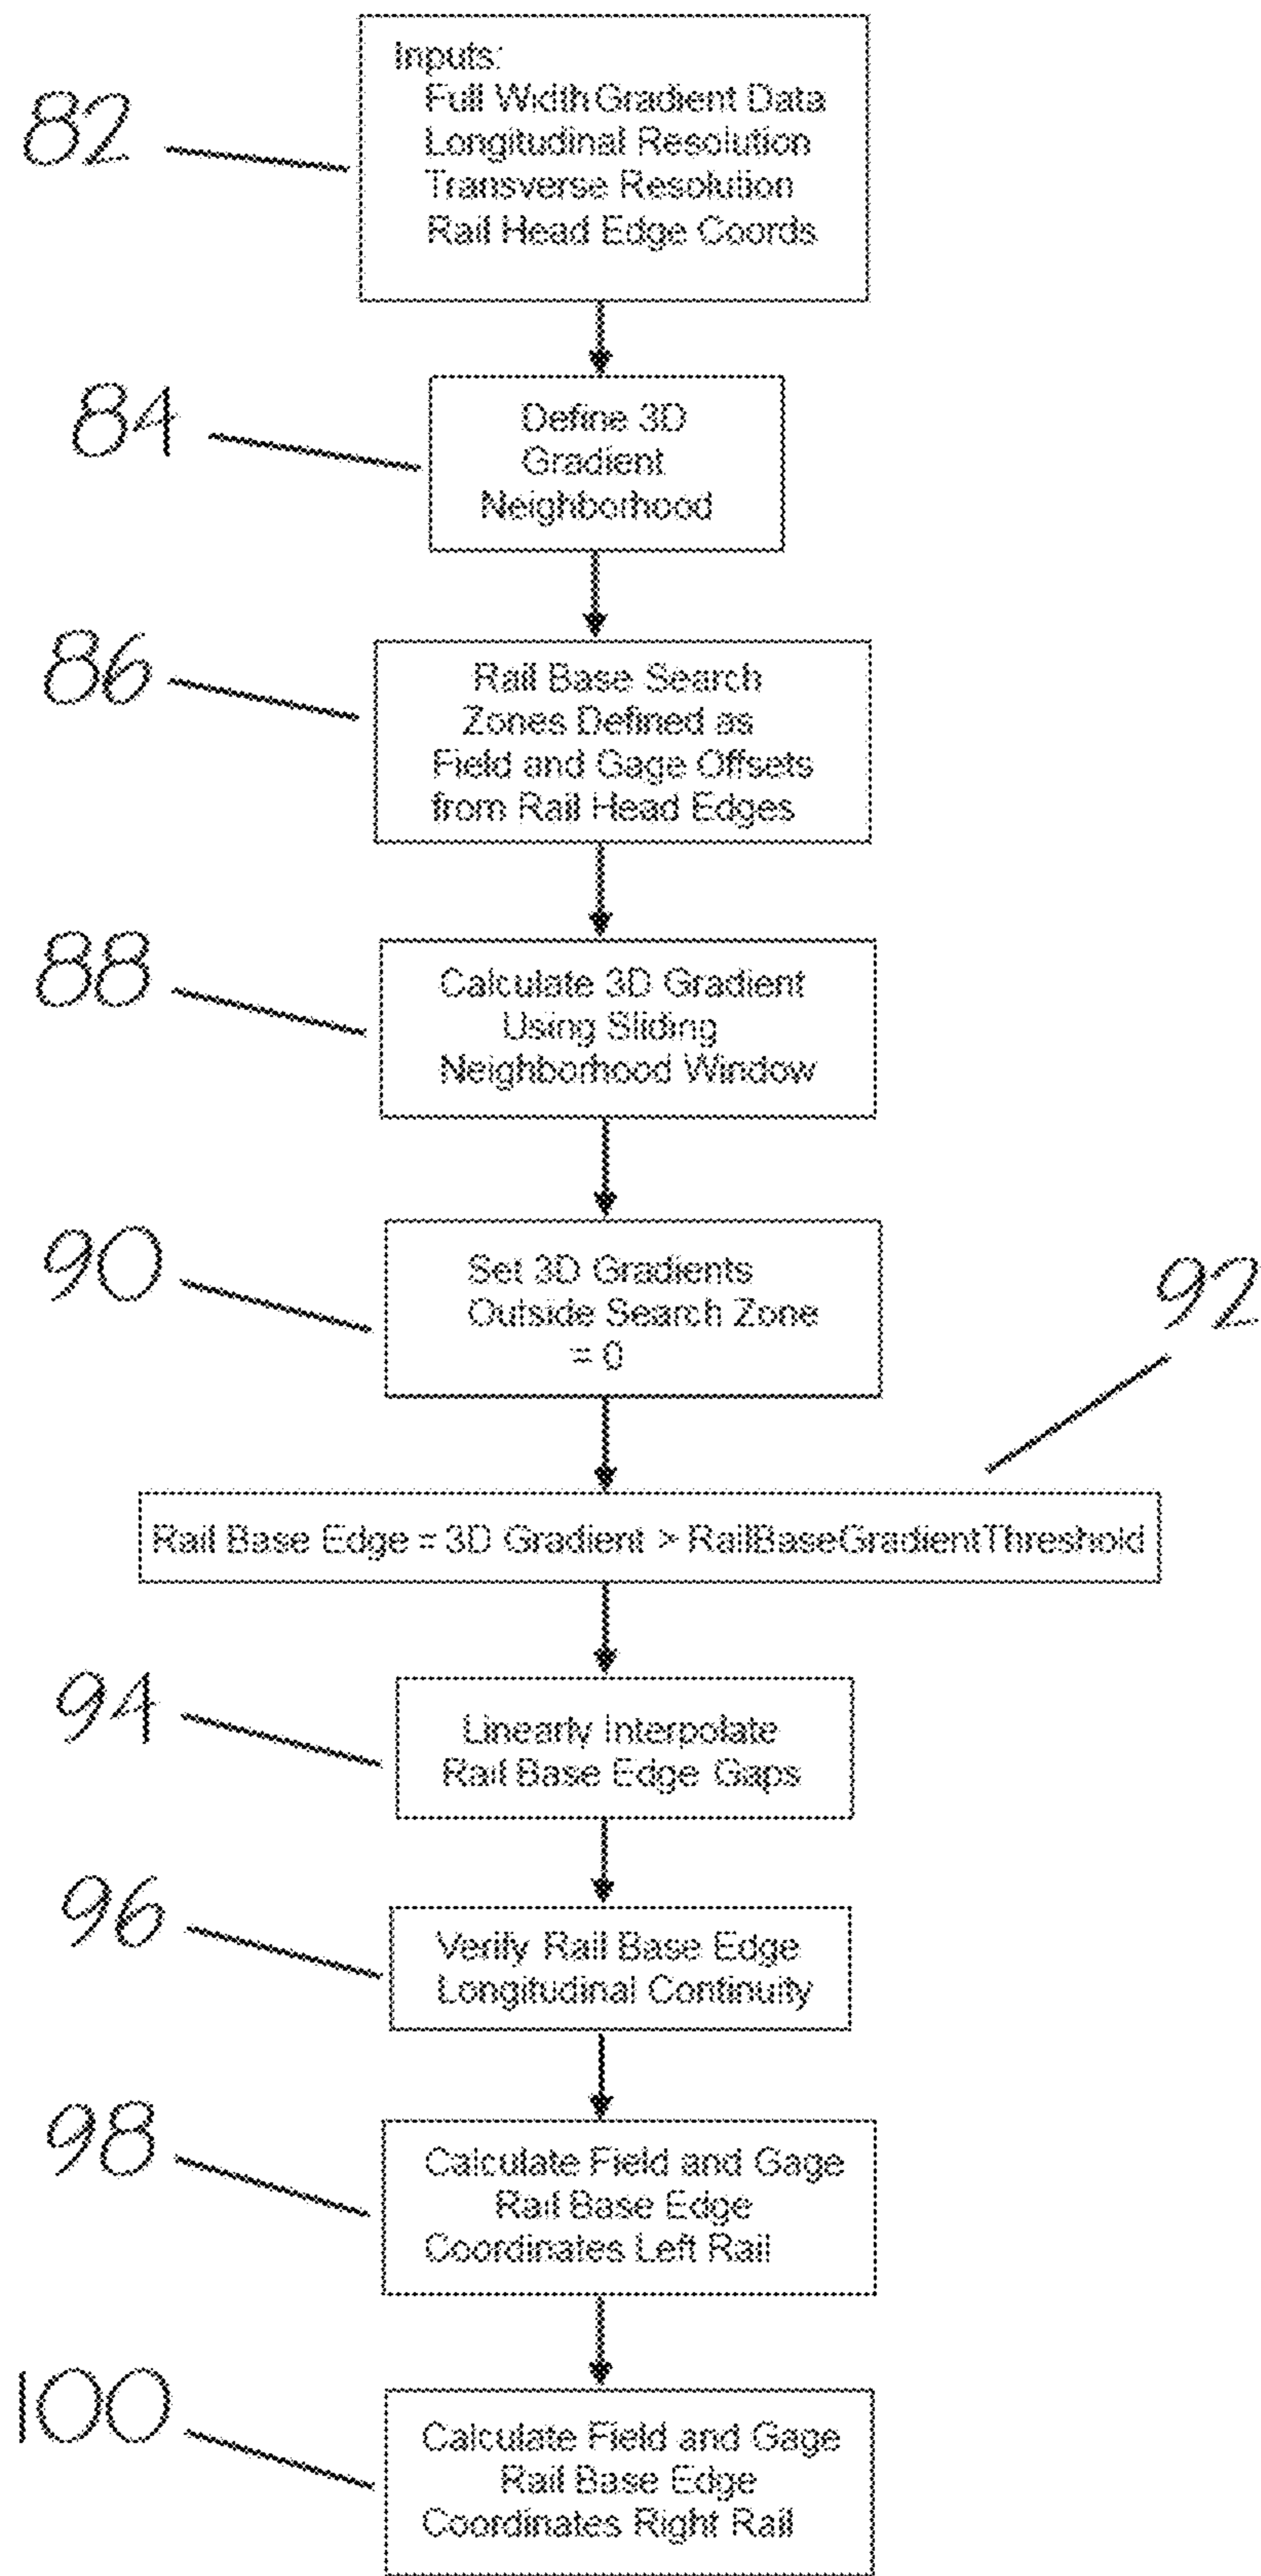 Inputs:
Full Width Gradient Data
Longitudinal Resolution
Transverse Resolution
Rail Head Edge Coords
82
Define 3D
Gradient
Neighborhood
84
Rail Base Search
Zones Defined as
Field and Gage Offsets
from Rail Head Edges
86
Calculate 3D Gradient
Using Sliding
Neighborhood Window
88
Set 3D Gradients
Outside Search Zone
= 0
90
92
Rail Base Edge = 3D Gradient > RailBaseGradientThreshold
Linearly Interpolate
Rail Base Edge Gaps
94
Verify Rail Base Edge
Longitudinal Continuity
96
Calculate Field and Gage
Rail Base Edge
Coordinates Left Rail
98
Calculate Field and Gage
Rail Base Edge
Coordinates Right Rail
100